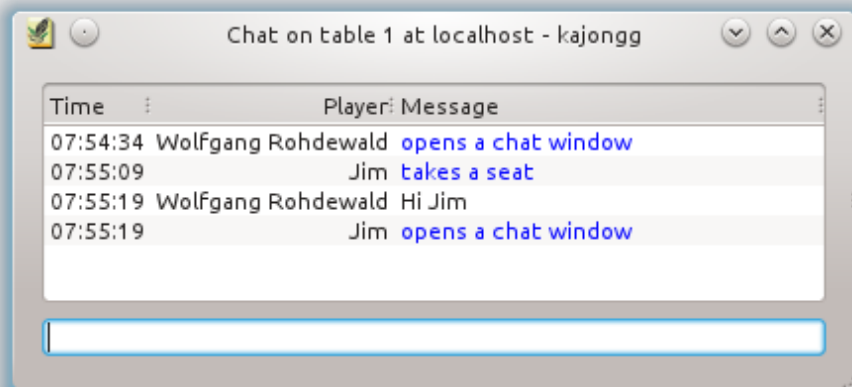 Chat on table 1 at localhost - kajongg
Time Player Message
07:54:34 Wolfgang Rohdewald opens a chat window
07:55:09 Jim takes a seat
07:55:19 Wolfgang Rohdewald Hi Jim
07:55:19 Jim opens a chat window